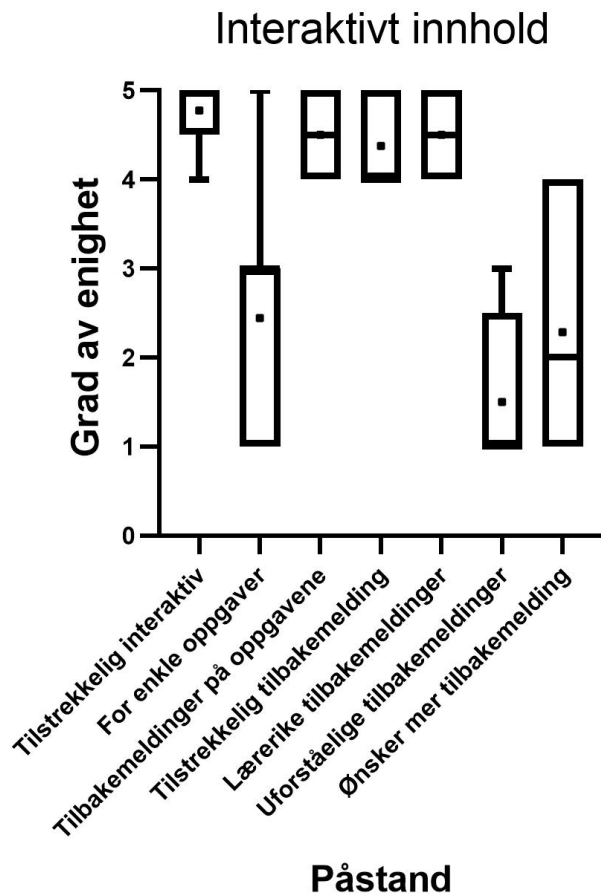 Interaktivt innhold
Grad av enighet
5
4
3
2
1
0
Tilstrekkelig interaktiv
For enkle oppgaver
Tilbakemeldinger på oppgavene
Tilstrekkelig tilbakemelding
Lærerike tilbakemeldinger
Uforståelige tilbakemeldinger
Ønsker mer tilbakemelding
Påstand